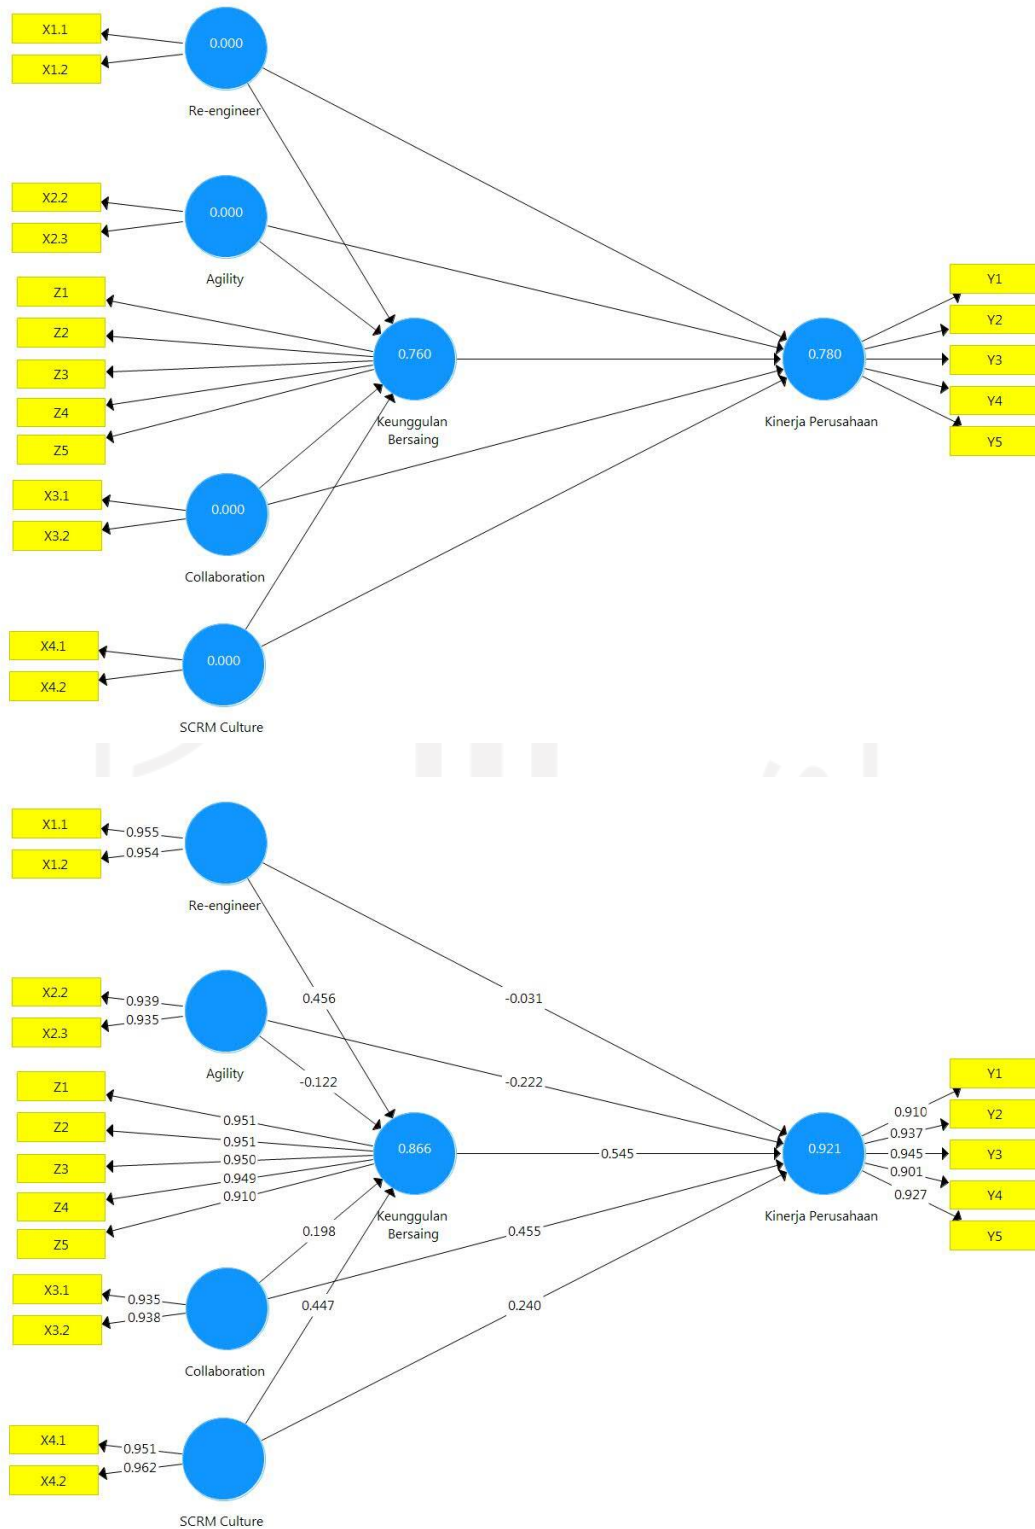 X1.1
X1.2
0.000
Re-engineer
X2.2
X2.3
0.000
Agility
Z1
Z2
Z3
Z4
Z5
0.760
Keunggulan
Bersaing
0.780
Kinerja Perusahaan
Y1
Y2
Y3
Y4
Y5
X3.1
X3.2
0.000
Collaboration
X4.1
X4.2
0.000
SCRM Culture
X1.1
X1.2
0.955
0.954
Re-engineer
0.456
-0.031
X2.2
X2.3
0.939
0.935
Agility
-0.122
-0.222
Z1
Z2
Z3
Z4
Z5
0.951
0.951
0.950
0.949
0.910
0.866
Keunggulan
Bersaing
0.545
0.921
Kinerja Perusahaan
0.910
0.937
0.945
0.901
0.927
Y1
Y2
Y3
Y4
Y5
X3.1
X3.2
0.935
0.938
Collaboration
0.198
0.455
0.447
0.240
X4.1
X4.2
0.951
0.962
SCRM Culture